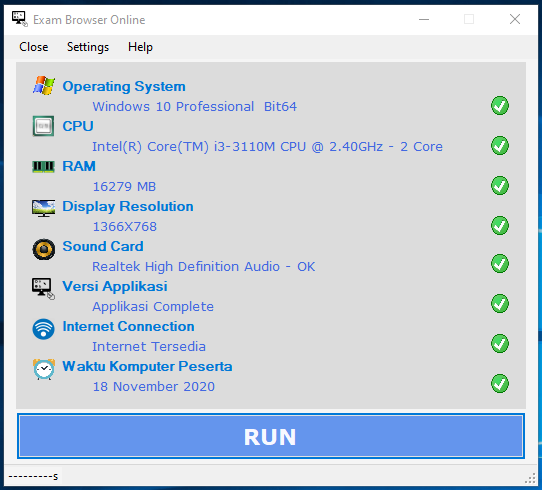 Exam Browser Online
Close Settings Help
Operating System
Windows 10 Professional  Bit64
CPU
Intel(R) Core(TM) i3-3110M CPU @ 2.40GHz - 2 Core
RAM
16279 MB
Display Resolution
1366X768
Sound Card
Realtek High Definition Audio - OK
Versi Applikasi
Applikasi Complete
Internet Connection
Internet Tersedia
Waktu Komputer Peserta
18 November 2020
RUN
---------s